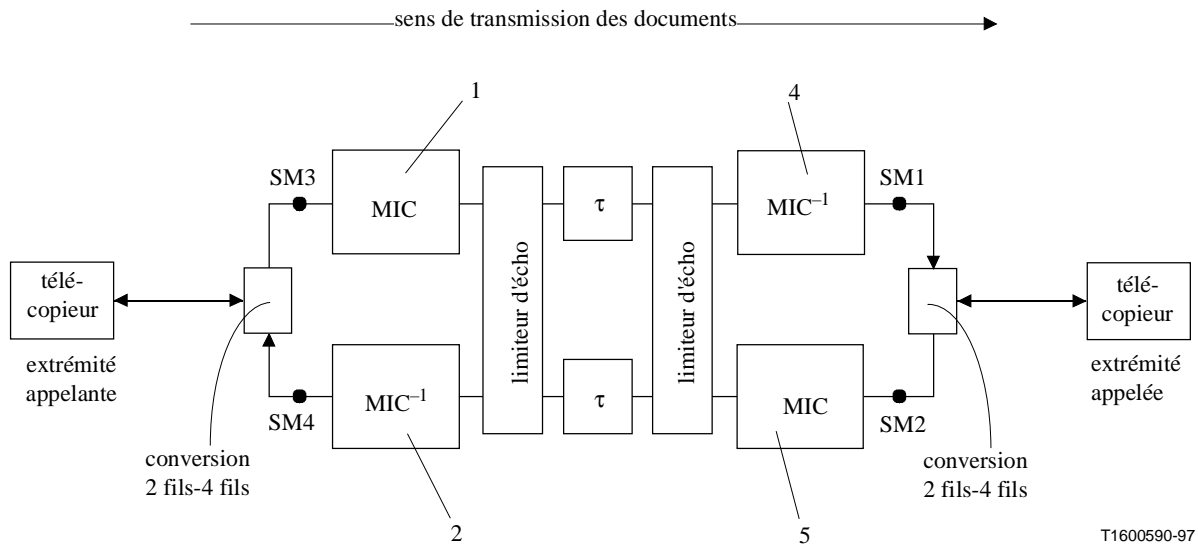 sens de transmission des documents
1
4
SM3
MIC
τ
MIC⁻¹
SM1
limiteur d'écho
limiteur d'écho
télé-
copieur
télé-
copieur
extrémité
appelante
extrémité
appelée
SM4
MIC⁻¹
τ
MIC
SM2
conversion
2 fils-4 fils
conversion
2 fils-4 fils
2
5
T1600590-97